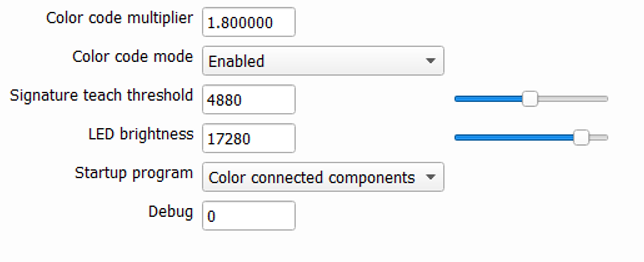 Color code multiplier 1.800000
Color code mode Enabled
Signature teach threshold 4880
LED brightness 17280
Startup program Color connected components
Debug 0